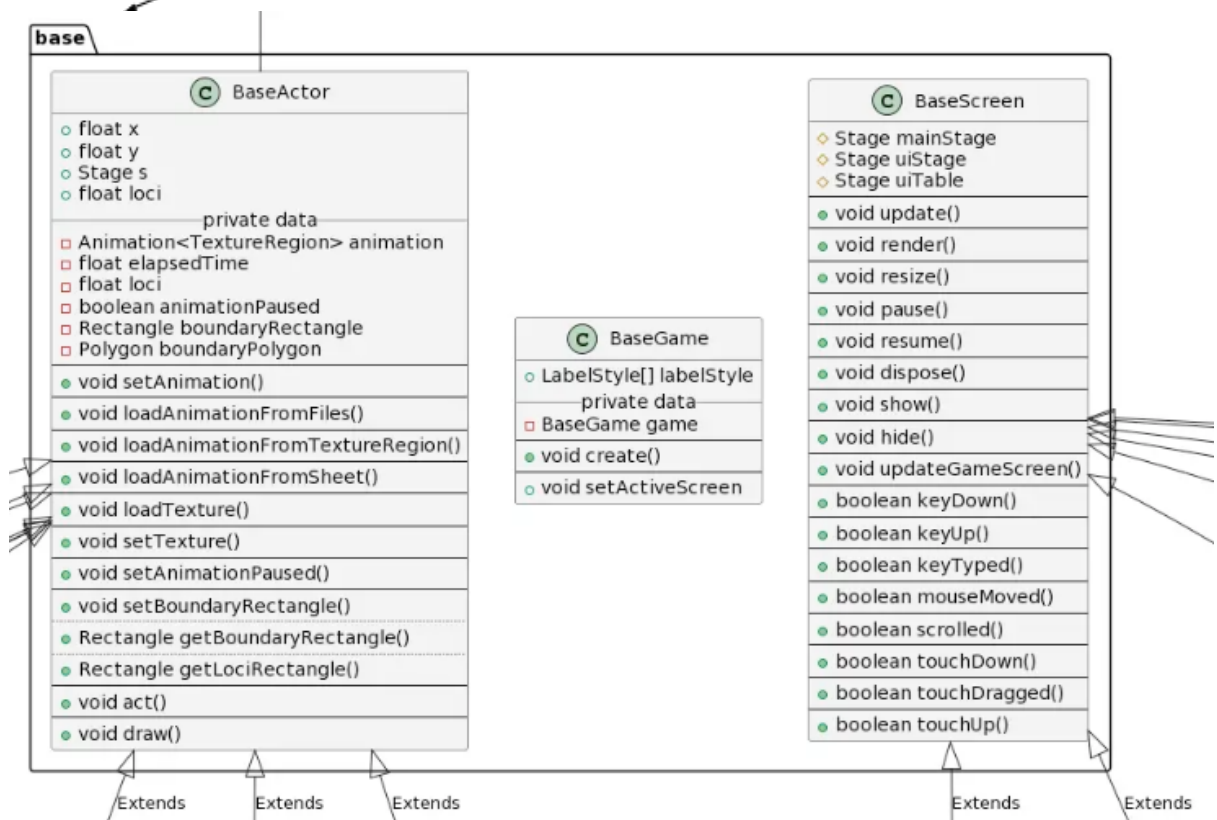 base
C BaseActor
float x
float y
Stage s
float loci
private data
Animation<TextureRegion> animation
float elapsedTime
float loci
boolean animationPaused
Rectangle boundaryRectangle
Polygon boundaryPolygon
void setAnimation()
void loadAnimationFromFiles()
void loadAnimationFromTextureRegion()
void loadAnimationFromSheet()
void loadTexture()
void setTexture()
void setAnimationPaused()
void setBoundaryRectangle()
Rectangle getBoundaryRectangle()
Rectangle getLociRectangle()
void act()
void draw()
C BaseGame
LabelStyle[] labelStyle
private data
BaseGame game
void create()
void setActiveScreen
C BaseScreen
Stage mainStage
Stage uiStage
Stage uiTable
void update()
void render()
void resize()
void pause()
void resume()
void dispose()
void show()
void hide()
void updateGameScreen()
boolean keyDown()
boolean keyUp()
boolean keyTyped()
boolean mouseMoved()
boolean scrolled()
boolean touchDown()
boolean touchDragged()
boolean touchUp()
Extends
Extends
Extends
Extends
Extends